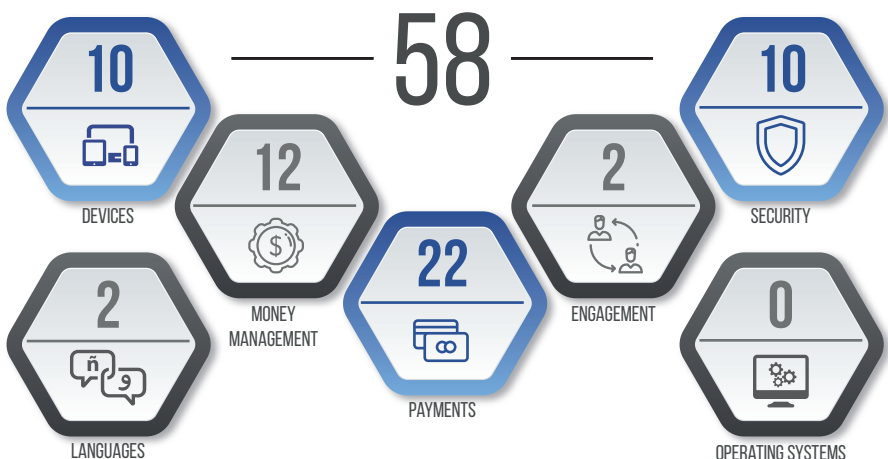 58
10
DEVICES
12
MONEY
MANAGEMENT
22
PAYMENTS
2
ENGAGEMENT
10
SECURITY
2
ñ
و
LANGUAGES
0
OPERATING SYSTEMS
$